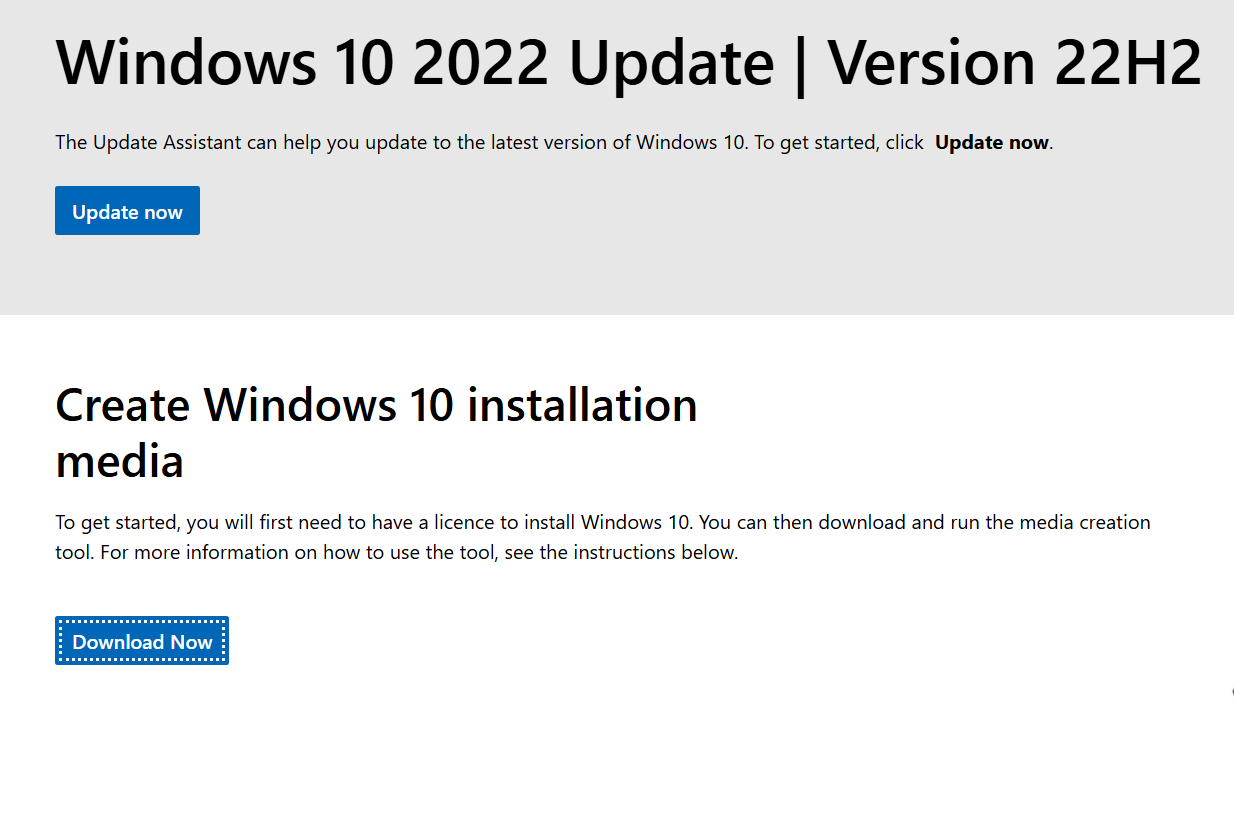 Windows 10 2022 Update | Version 22H2
The Update Assistant can help you update to the latest version of Windows 10. To get started, click Update now.
Update now
Create Windows 10 installation
media
To get started, you will first need to have a licence to install Windows 10. You can then download and run the media creation
tool. For more information on how to use the tool, see the instructions below.
Download Now